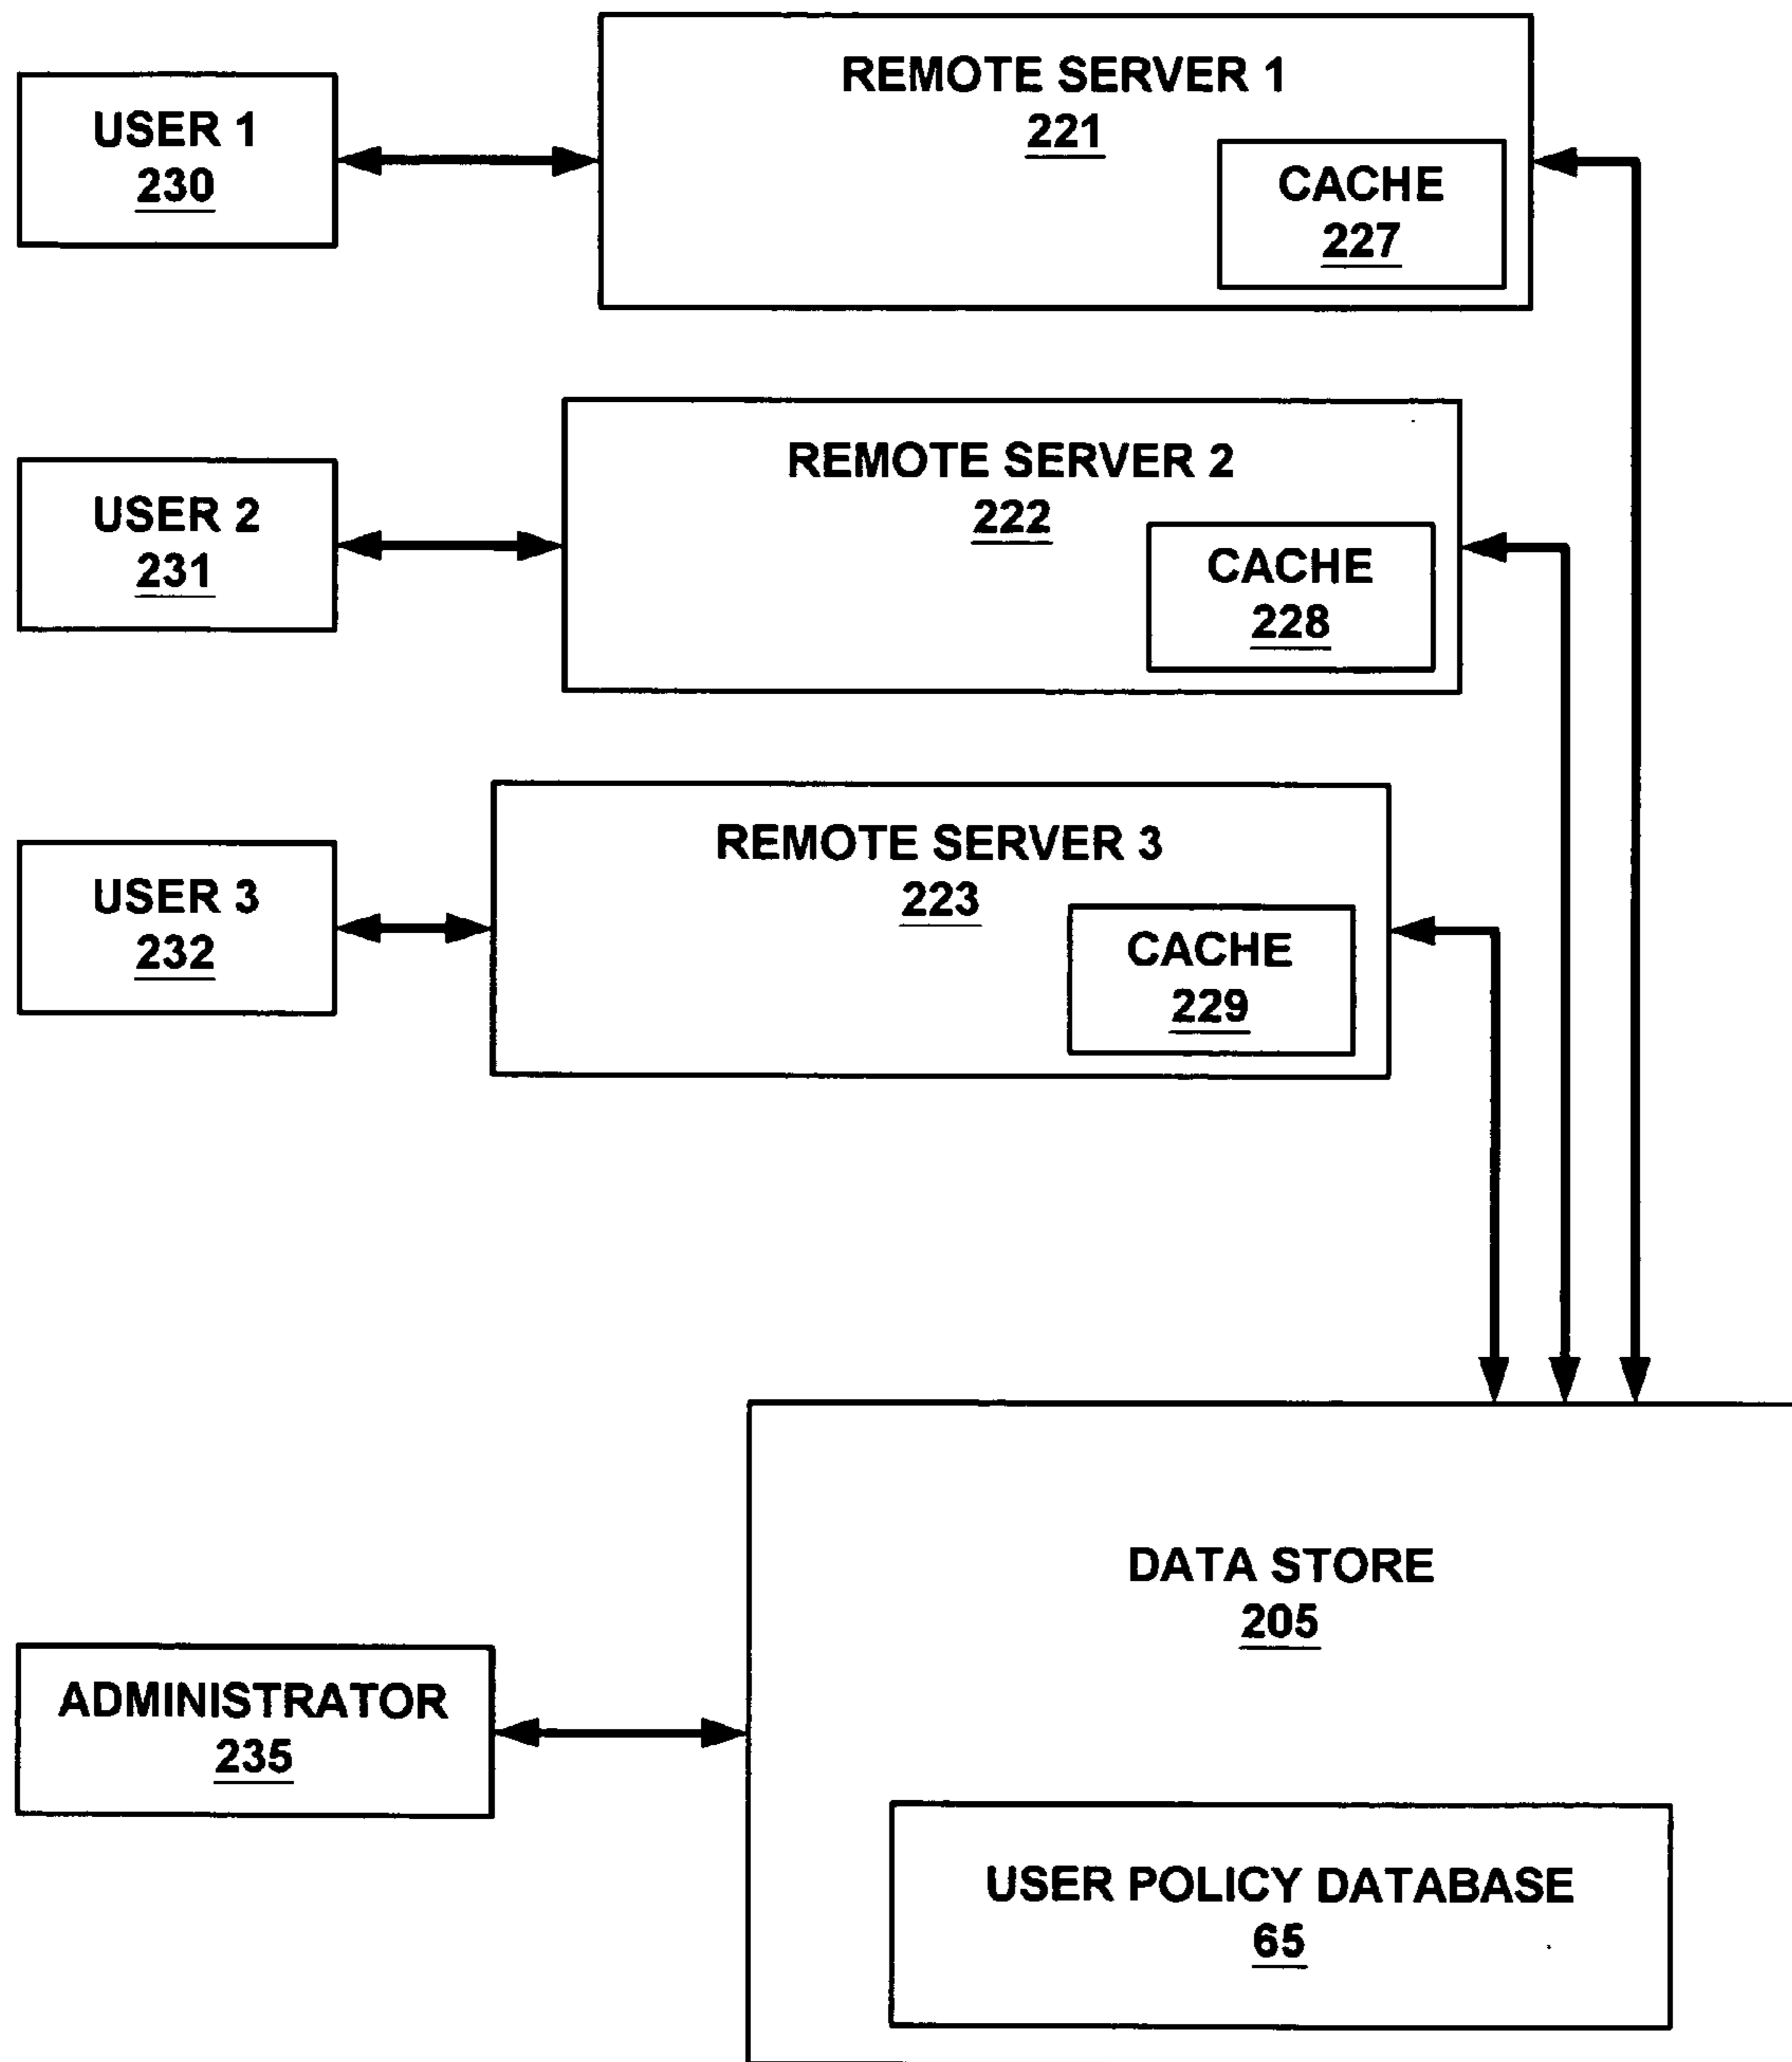 REMOTE SERVER 1
221
USER 1
230
CACHE
227
REMOTE SERVER 2
222
USER 2
231
CACHE
228
REMOTE SERVER 3
223
USER 3
232
CACHE
229
DATA STORE
205
ADMINISTRATOR
235
USER POLICY DATABASE
65